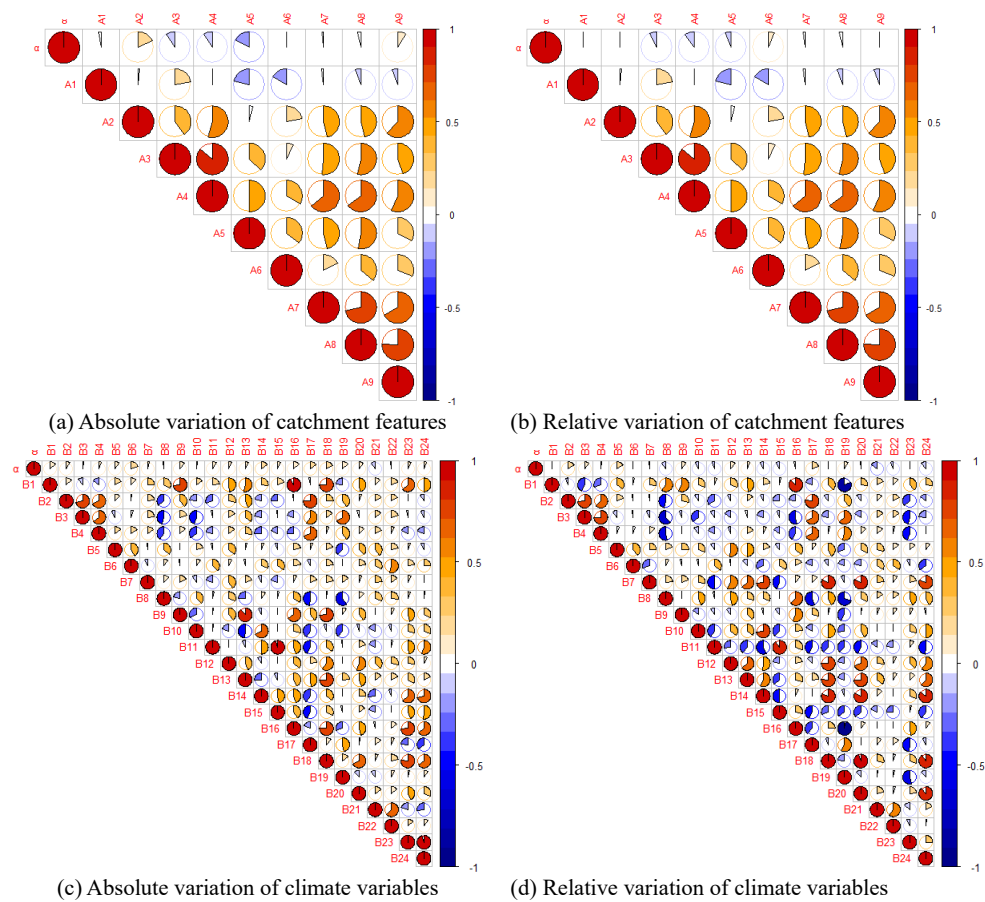 α A1 A2 A3 A4 A5 A6 A7 A8 A9
α
A1
A2
A3
A4
A5
A6
A7
A8
A9
1
0.5
0
-0.5
-1
(a) Absolute variation of catchment features
α A1 A2 A3 A4 A5 A6 A7 A8 A9
α
A1
A2
A3
A4
A5
A6
A7
A8
A9
1
0.5
0
-0.5
-1
(b) Relative variation of catchment features
α B1 B2 B3 B4 B5 B6 B7 B8 B9 B10 B11 B12 B13 B14 B15 B16 B17 B18 B19 B20 B21 B22 B23 B24
α
B1
B2
B3
B4
B5
B6
B7
B8
B9
B10
B11
B12
B13
B14
B15
B16
B17
B18
B19
B20
B21
B22
B23
B24
1
0.5
0
-0.5
-1
(c) Absolute variation of climate variables
α B1 B2 B3 B4 B5 B6 B7 B8 B9 B10 B11 B12 B13 B14 B15 B16 B17 B18 B19 B20 B21 B22 B23 B24
α
B1
B2
B3
B4
B5
B6
B7
B8
B9
B10
B11
B12
B13
B14
B15
B16
B17
B18
B19
B20
B21
B22
B23
B24
1
0.5
0
-0.5
-1
(d) Relative variation of climate variables